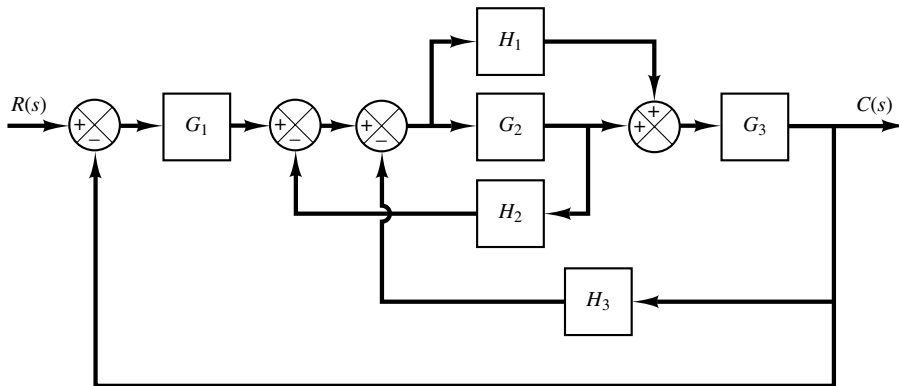 H₁
R(s)
C(s)
+
−
G₁
+
−
+
−
G₂
+
+
G₃
H₂
H₃